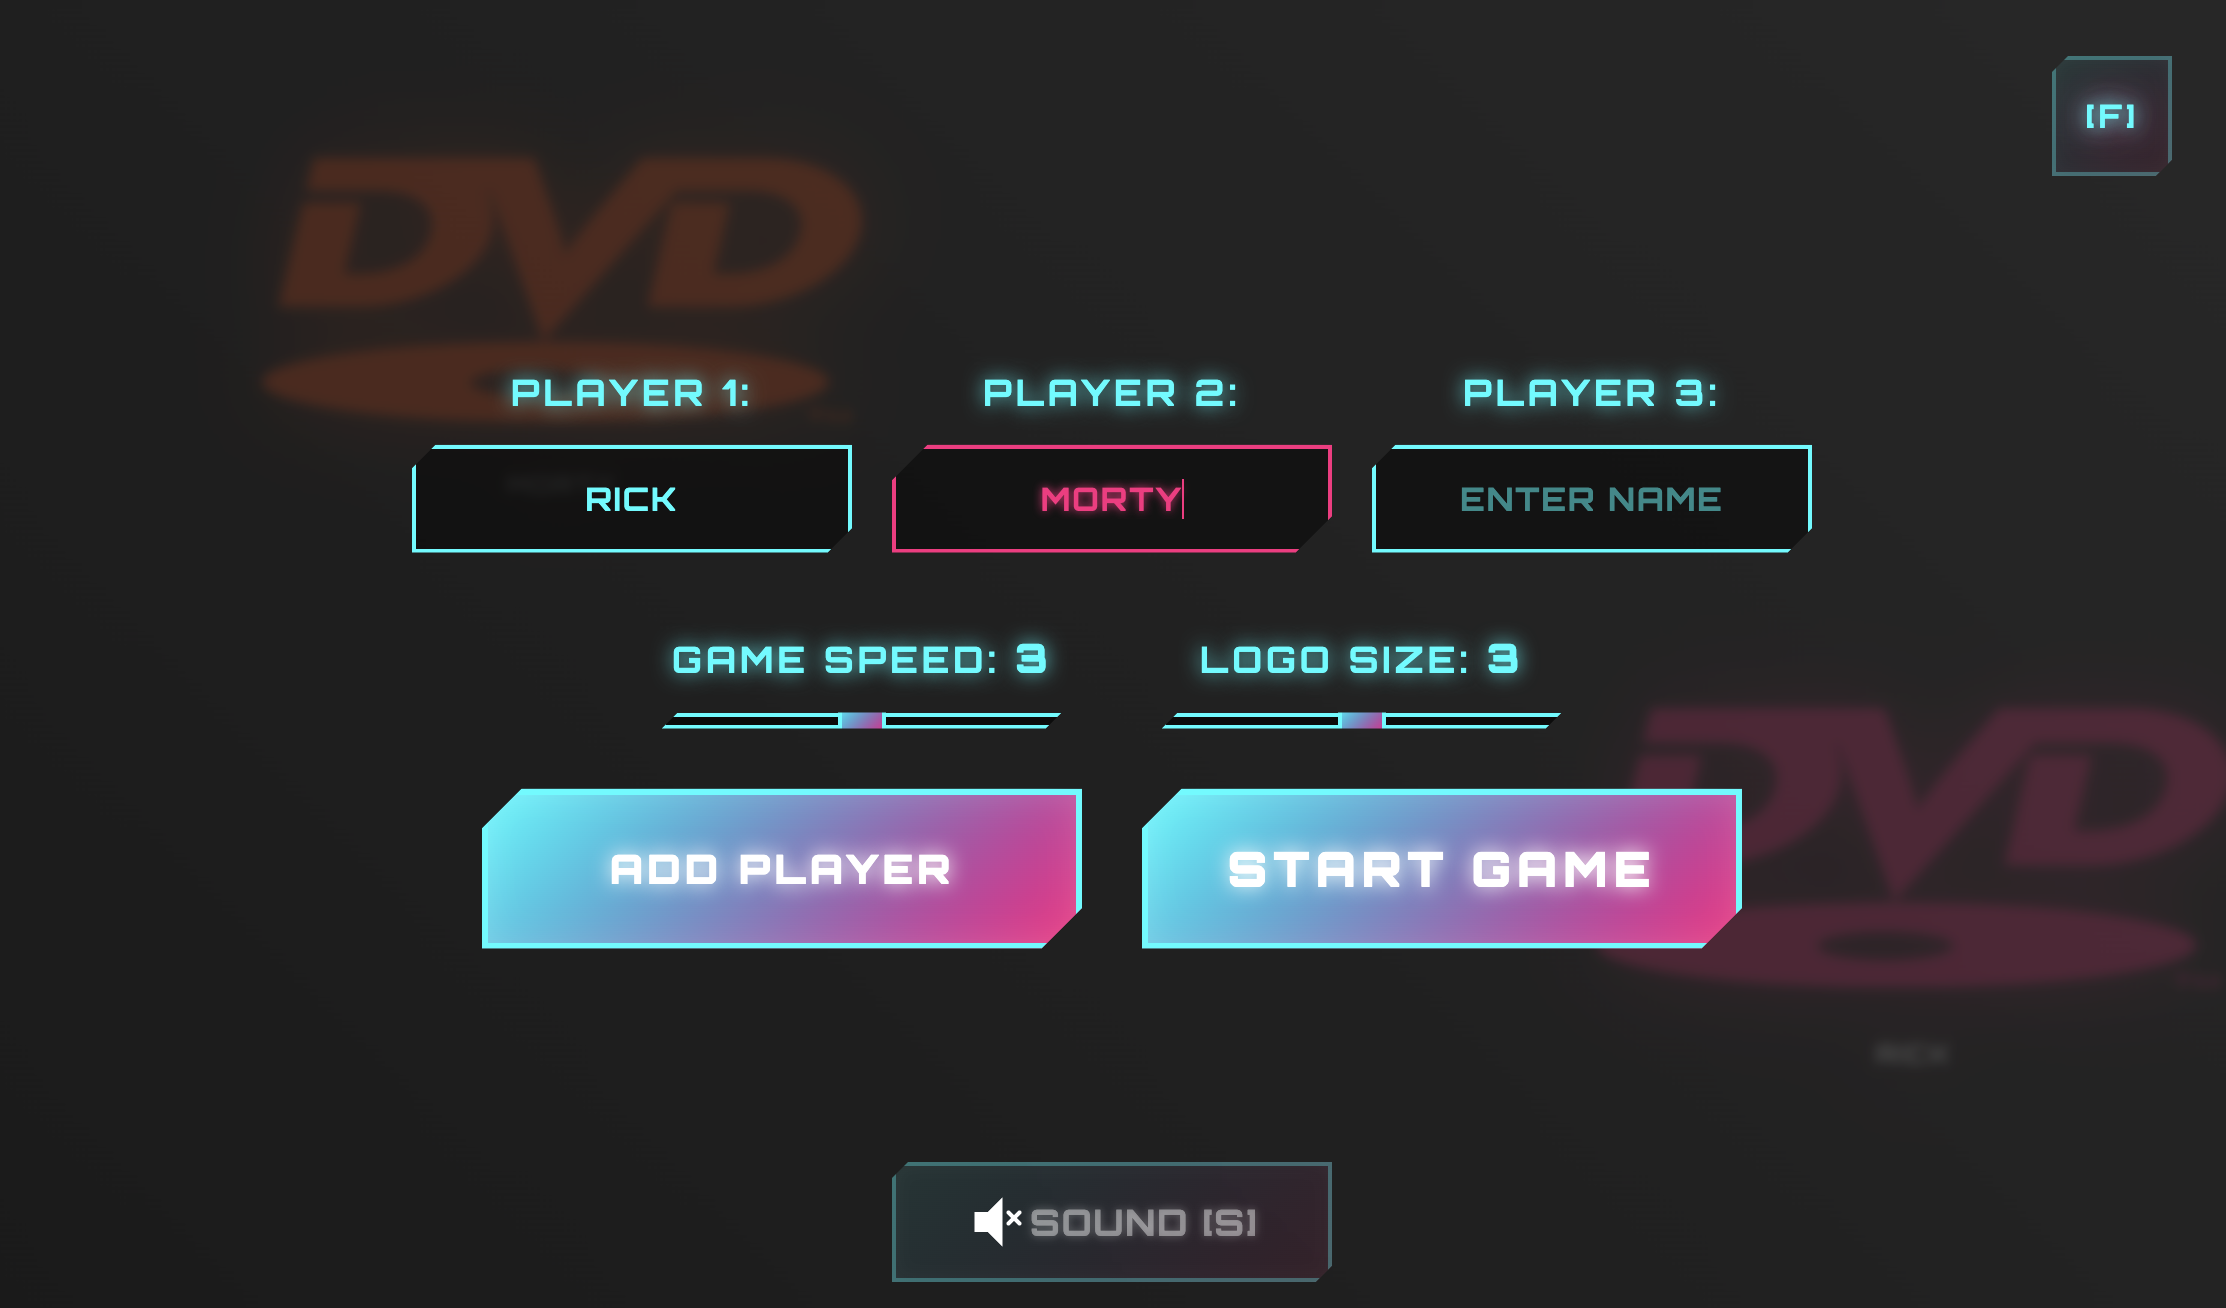 [F]
DVD
PLAYER 1:
PLAYER 2:
PLAYER 3:
RICK
MORTY
ENTER NAME
GAME SPEED: 3
LOGO SIZE: 3
DVD
ADD PLAYER
START GAME
RICK
SOUND [S]